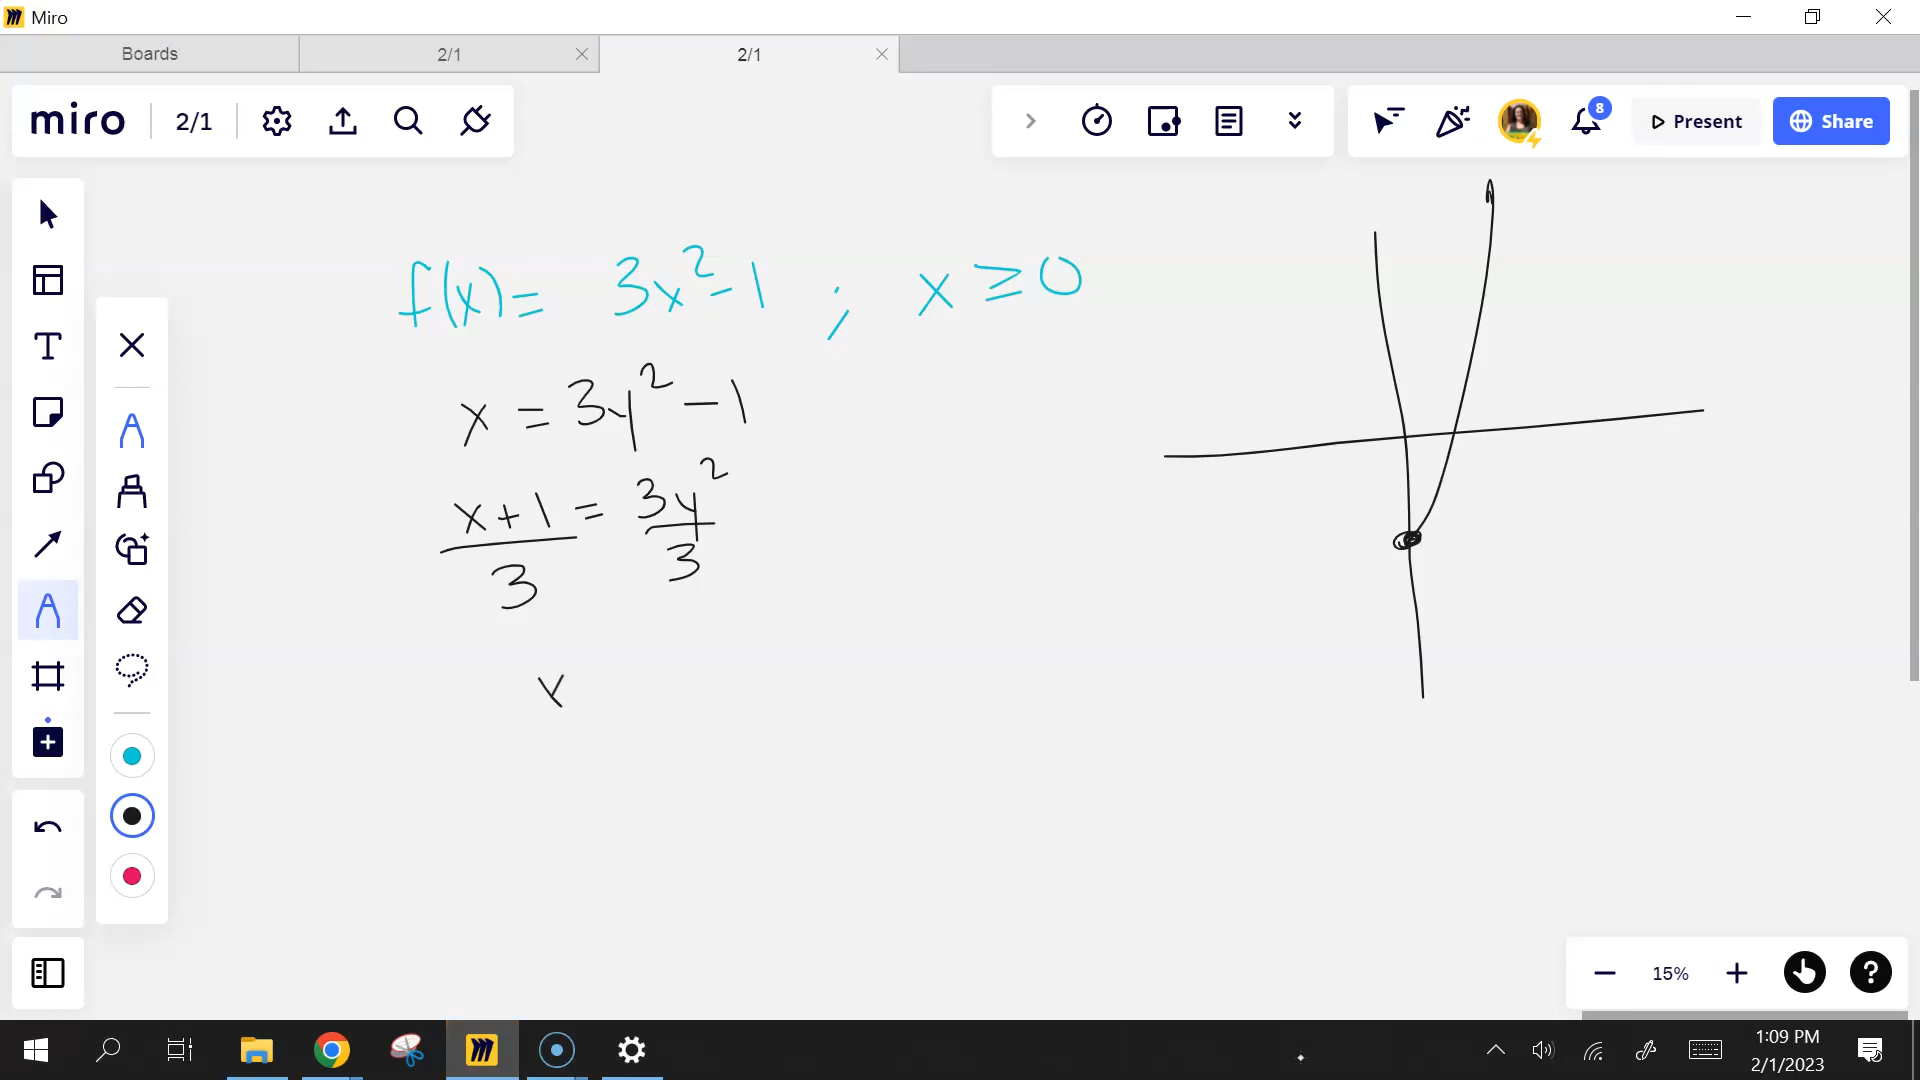 Miro
Boards
2/1
2/1
miro
2/1
8
Present
Share
f(x) = 3x²-1 ; x ≥ 0
x = 3y² - 1
x+1 = 3y²
3 3
15%
1:09 PM
2/1/2023